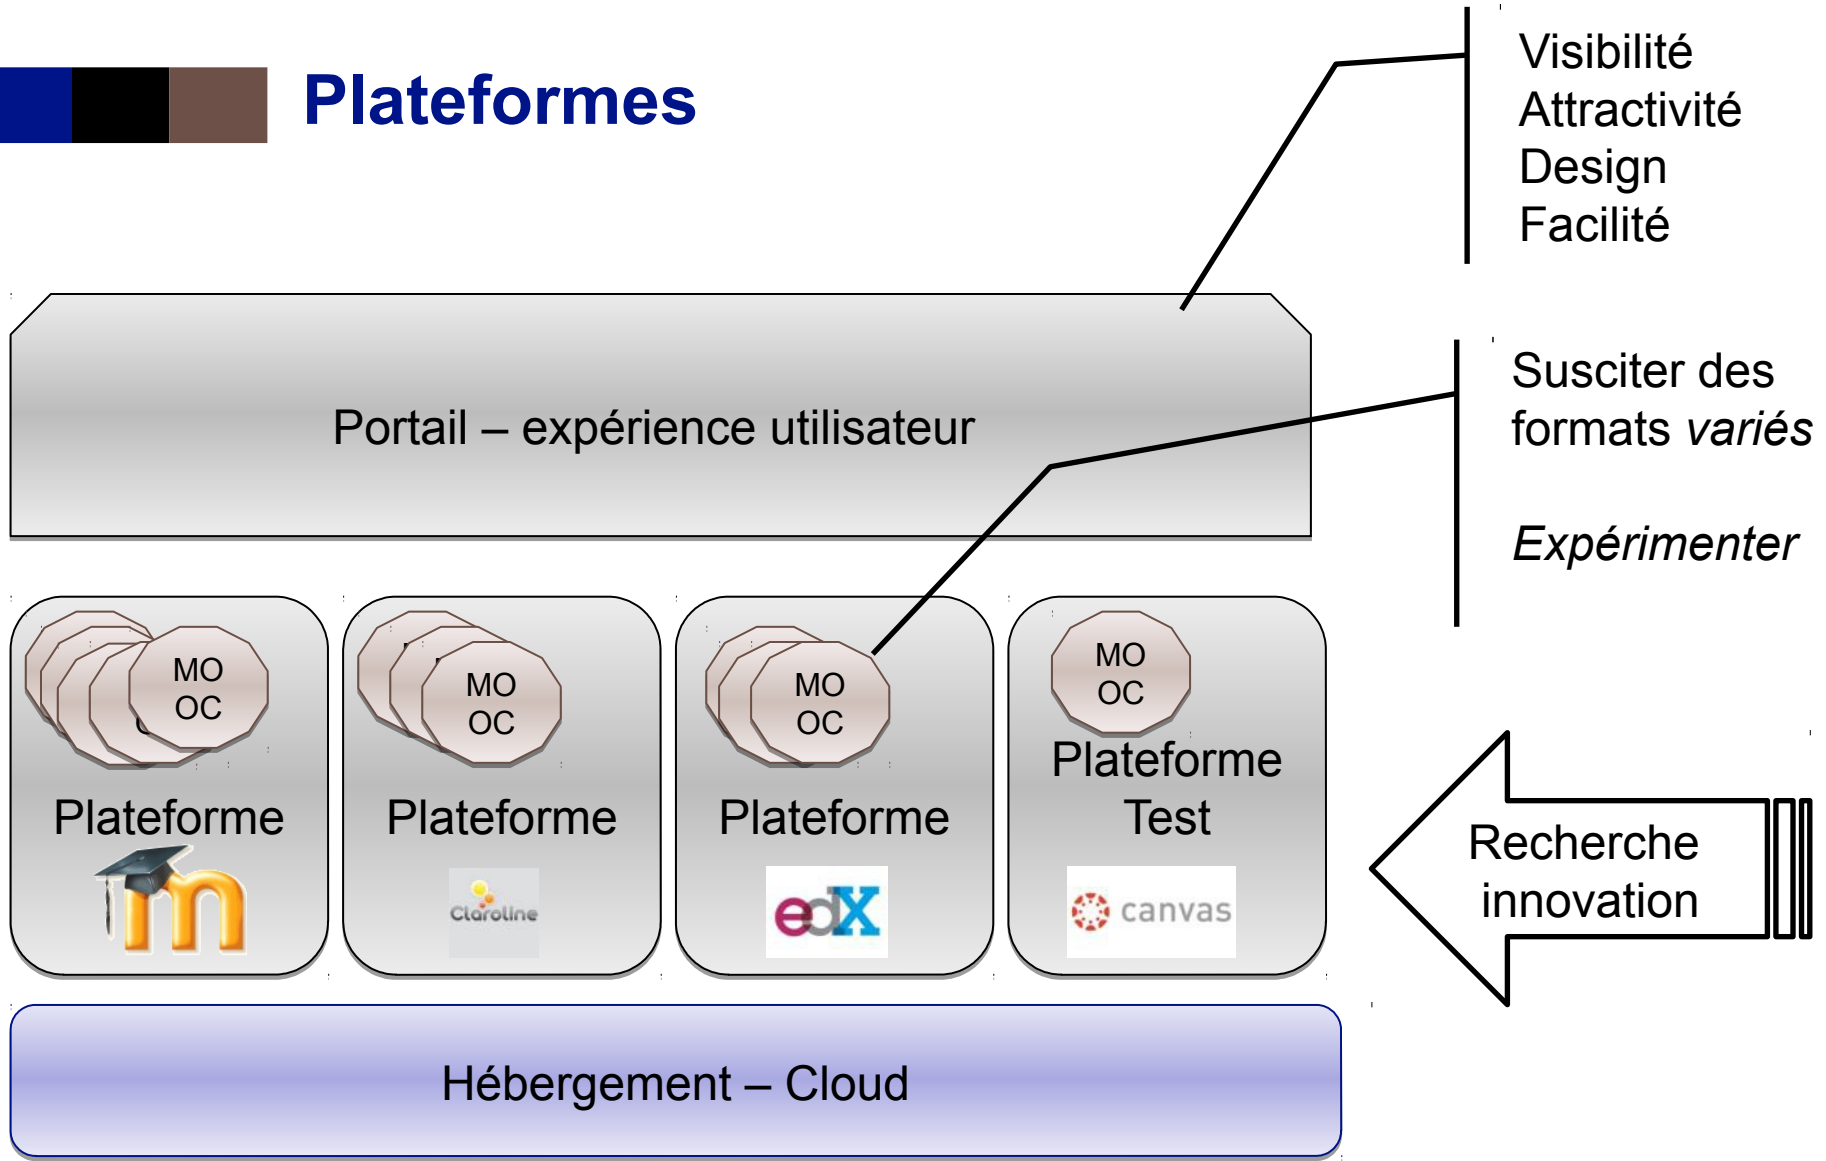 Plateformes
Visibilité
Attractivité
Design
Facilité
Portail – expérience utilisateur
Susciter des
formats variés
Expérimenter
MO
OC
Plateforme
m
MO
OC
Plateforme
Claroline
MO
OC
Plateforme
edX
MO
OC
Plateforme
Test
canvas
Recherche
innovation
Hébergement – Cloud